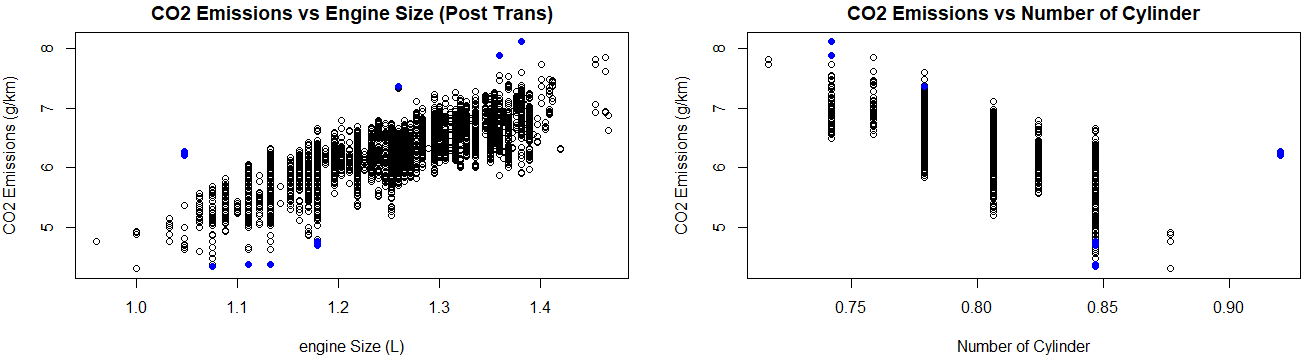 CO2 Emissions vs Engine Size (Post Trans)
CO2 Emissions (g/km)
8
7
6
5
1.0 1.1 1.2 1.3 1.4
engine Size (L)
CO2 Emissions vs Number of Cylinder
CO2 Emissions (g/km)
8
7
6
5
0.75 0.80 0.85 0.90
Number of Cylinder